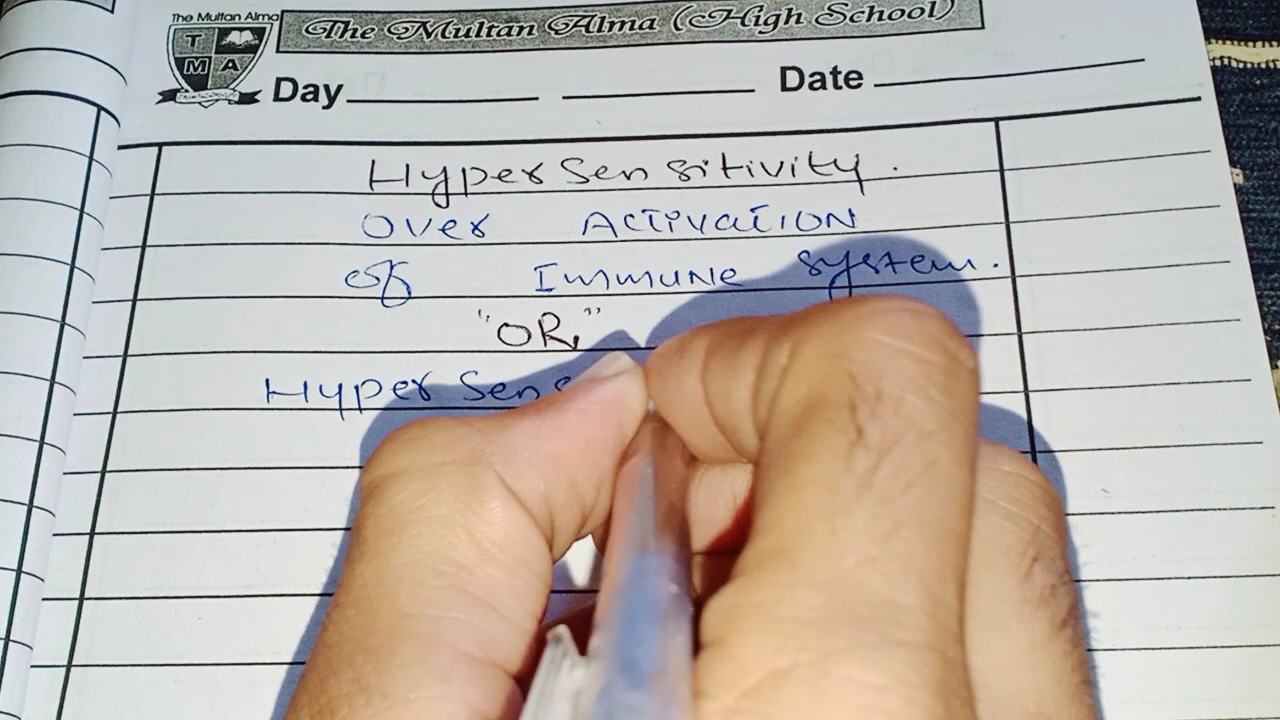 The Multan Alma
T
M A
The Multan Alma (High School)
Day Date
Hyper Sensitivity.
Over ACTIVATION
of IMMUNE system.
"OR,"
Hyper Sens